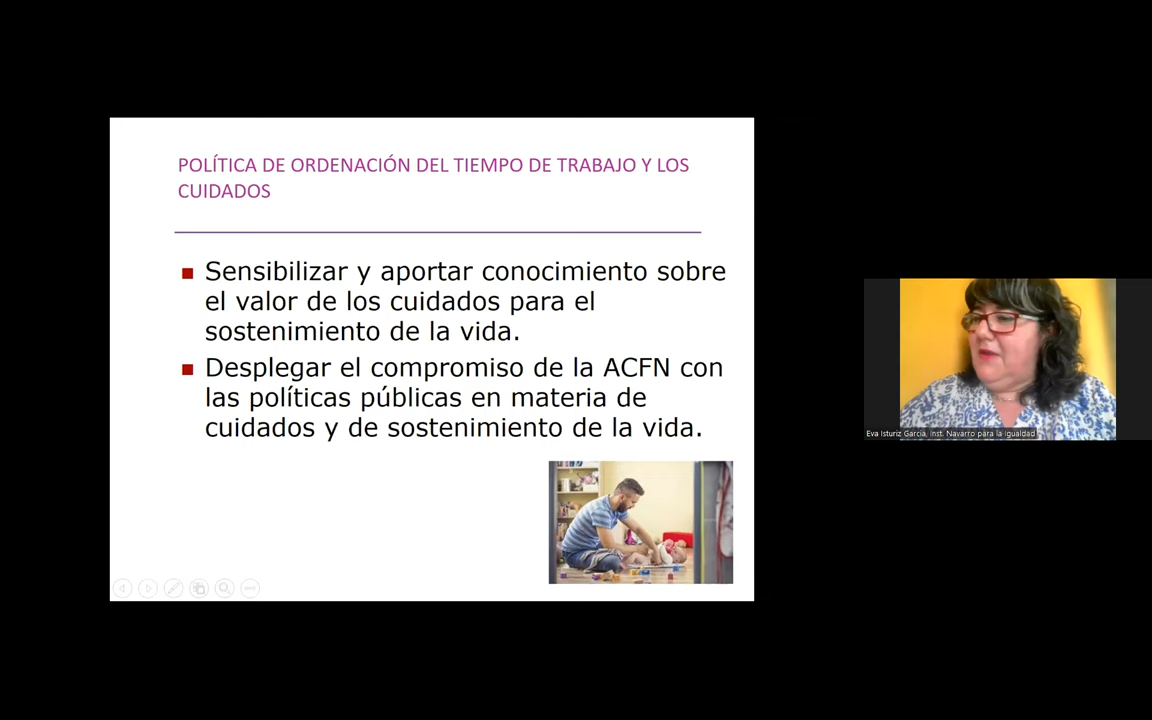 POLÍTICA DE ORDENACIÓN DEL TIEMPO DE TRABAJO Y LOS
CUIDADOS
Sensibilizar y aportar conocimiento sobre
el valor de los cuidados para el
sostenimiento de la vida.
Desplegar el compromiso de la ACFN con
las políticas públicas en materia de
cuidados y de sostenimiento de la vida.
Eva Isturiz García, Inst. Navarro para la Igualdad